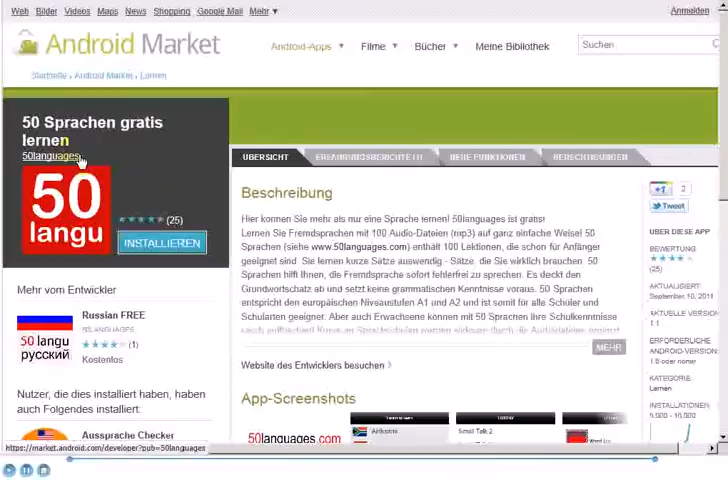 Web Bilder Videos Maps News Shopping Google Mail Mehr
Anmelden
Android Market
Android-Apps Filme Bücher Meine Bibliothek
Suchen
Startseite › Android Market › Lernen
50 Sprachen gratis
lernen
50languages
50
langu
(25)
INSTALLIEREN
Mehr vom Entwickler
Russian FREE
50LANGUAGES
50 langu
русский
(1)
Kostenlos
Nutzer, die dies installiert haben, haben
auch Folgendes installiert:
Aussprache Checker
ÜBERSICHT
ERFAHRUNGSBERICHTE (1)
NEUE FUNKTIONEN
BERECHTIGUNGEN
Beschreibung
Hier können Sie mehr als nur eine Sprache lernen! 50languages ist gratis!
Lernen Sie Fremdsprachen mit 100 Audio-Dateien (mp3) auf ganz einfache Weise! 50
Sprachen (siehe www.50languages.com) enthält 100 Lektionen, die schon für Anfänger
geeignet sind. Sie lernen kurze Sätze auswendig - Sätze, die Sie wirklich brauchen. 50
Sprachen hilft Ihnen, die Fremdsprache sofort fehlerfrei zu sprechen. Es deckt den
Grundwortschatz ab und setzt keine grammatischen Kenntnisse voraus. 50 Sprachen
entspricht den europäischen Niveaustufen A1 und A2 und ist somit für alle Schüler und
Schularten geeignet. Aber auch Erwachsene können mit 50 Sprachen ihre Schulkenntnisse
MEHR
Website des Entwicklers besuchen ›
App-Screenshots
50languages.com
Afrikaans
Small Talk 2
+1 2
Tweet
ÜBER DIESE APP
BEWERTUNG:
(25)
AKTUALISIERT:
September 10, 2011
AKTUELLE VERSION:
1.1
ERFORDERLICHE
ANDROID-VERSION:
1.6 oder höher
KATEGORIE:
Lernen
INSTALLATIONEN:
https://market.android.com/developer?pub=50languages